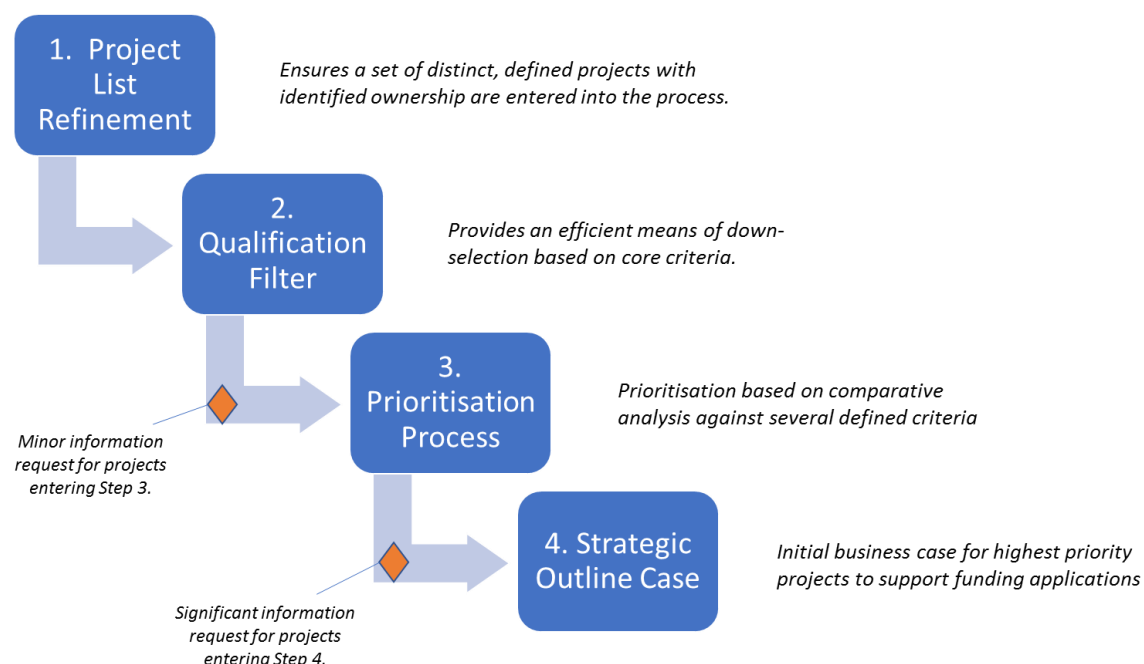 1. Project
List
Refinement
Ensures a set of distinct, defined projects with
identified ownership are entered into the process.
2.
Qualification
Filter
Provides an efficient means of down-
selection based on core criteria.
3.
Prioritisation
Process
Prioritisation based on comparative
analysis against several defined criteria
Minor information
request for projects
entering Step 3.
4. Strategic
Outline Case
Initial business case for highest priority
projects to support funding applications
Significant information
request for projects
entering Step 4.